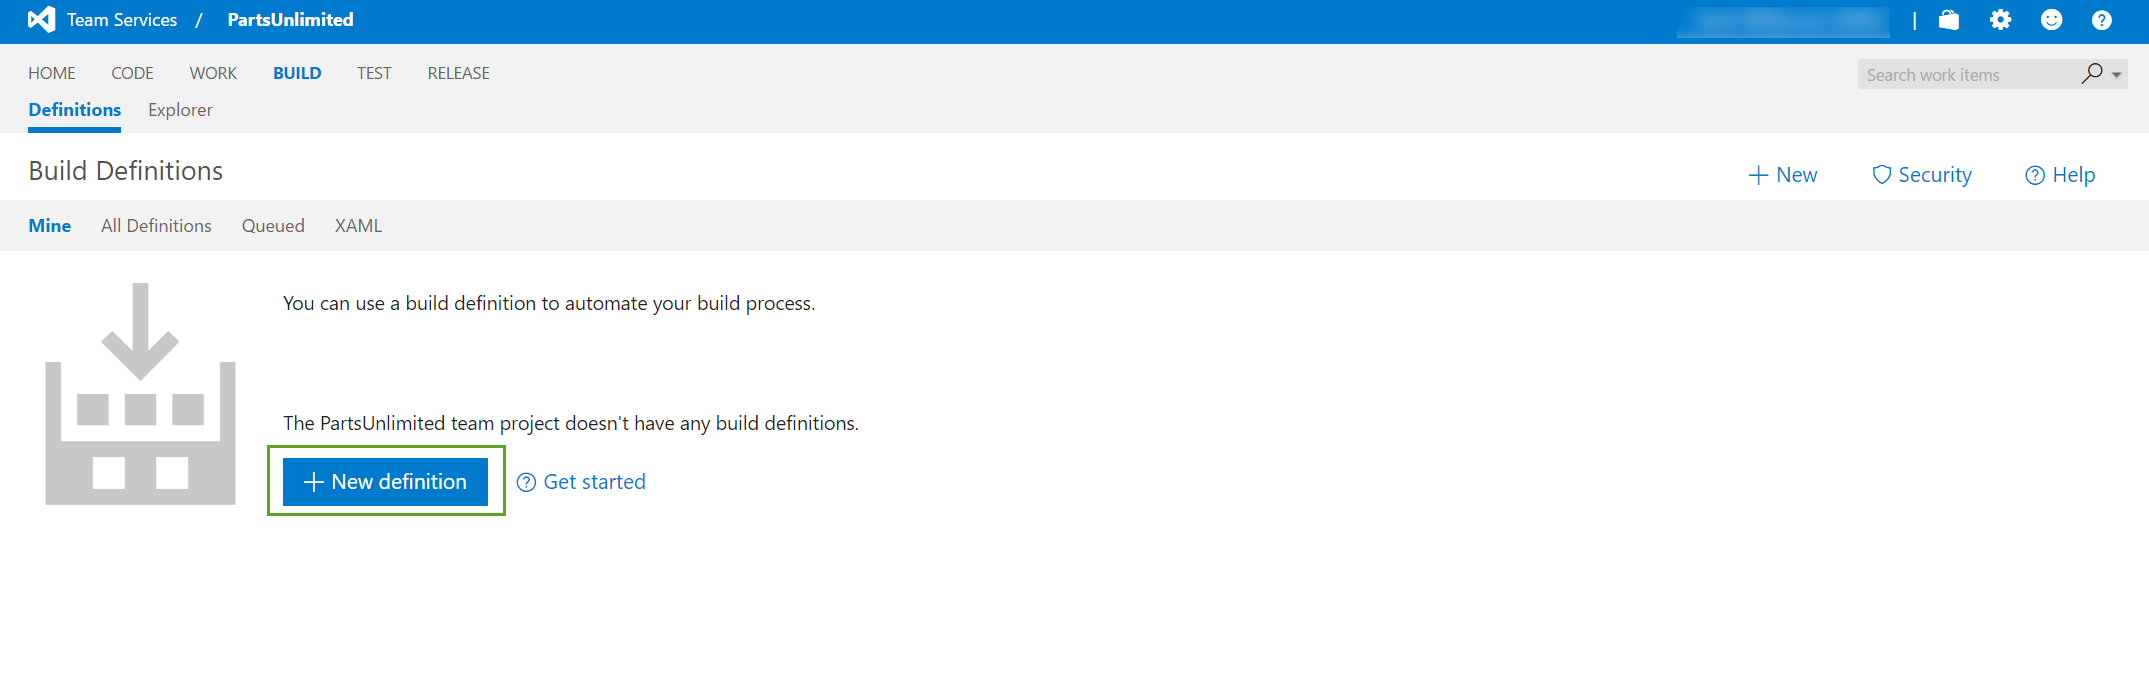 Team Services / PartsUnlimited |
HOME CODE WORK BUILD TEST RELEASE
Search work items
Definitions Explorer
Build Definitions
+ New Security ? Help
Mine All Definitions Queued XAML
You can use a build definition to automate your build process.
The PartsUnlimited team project doesn't have any build definitions.
+ New definition ? Get started